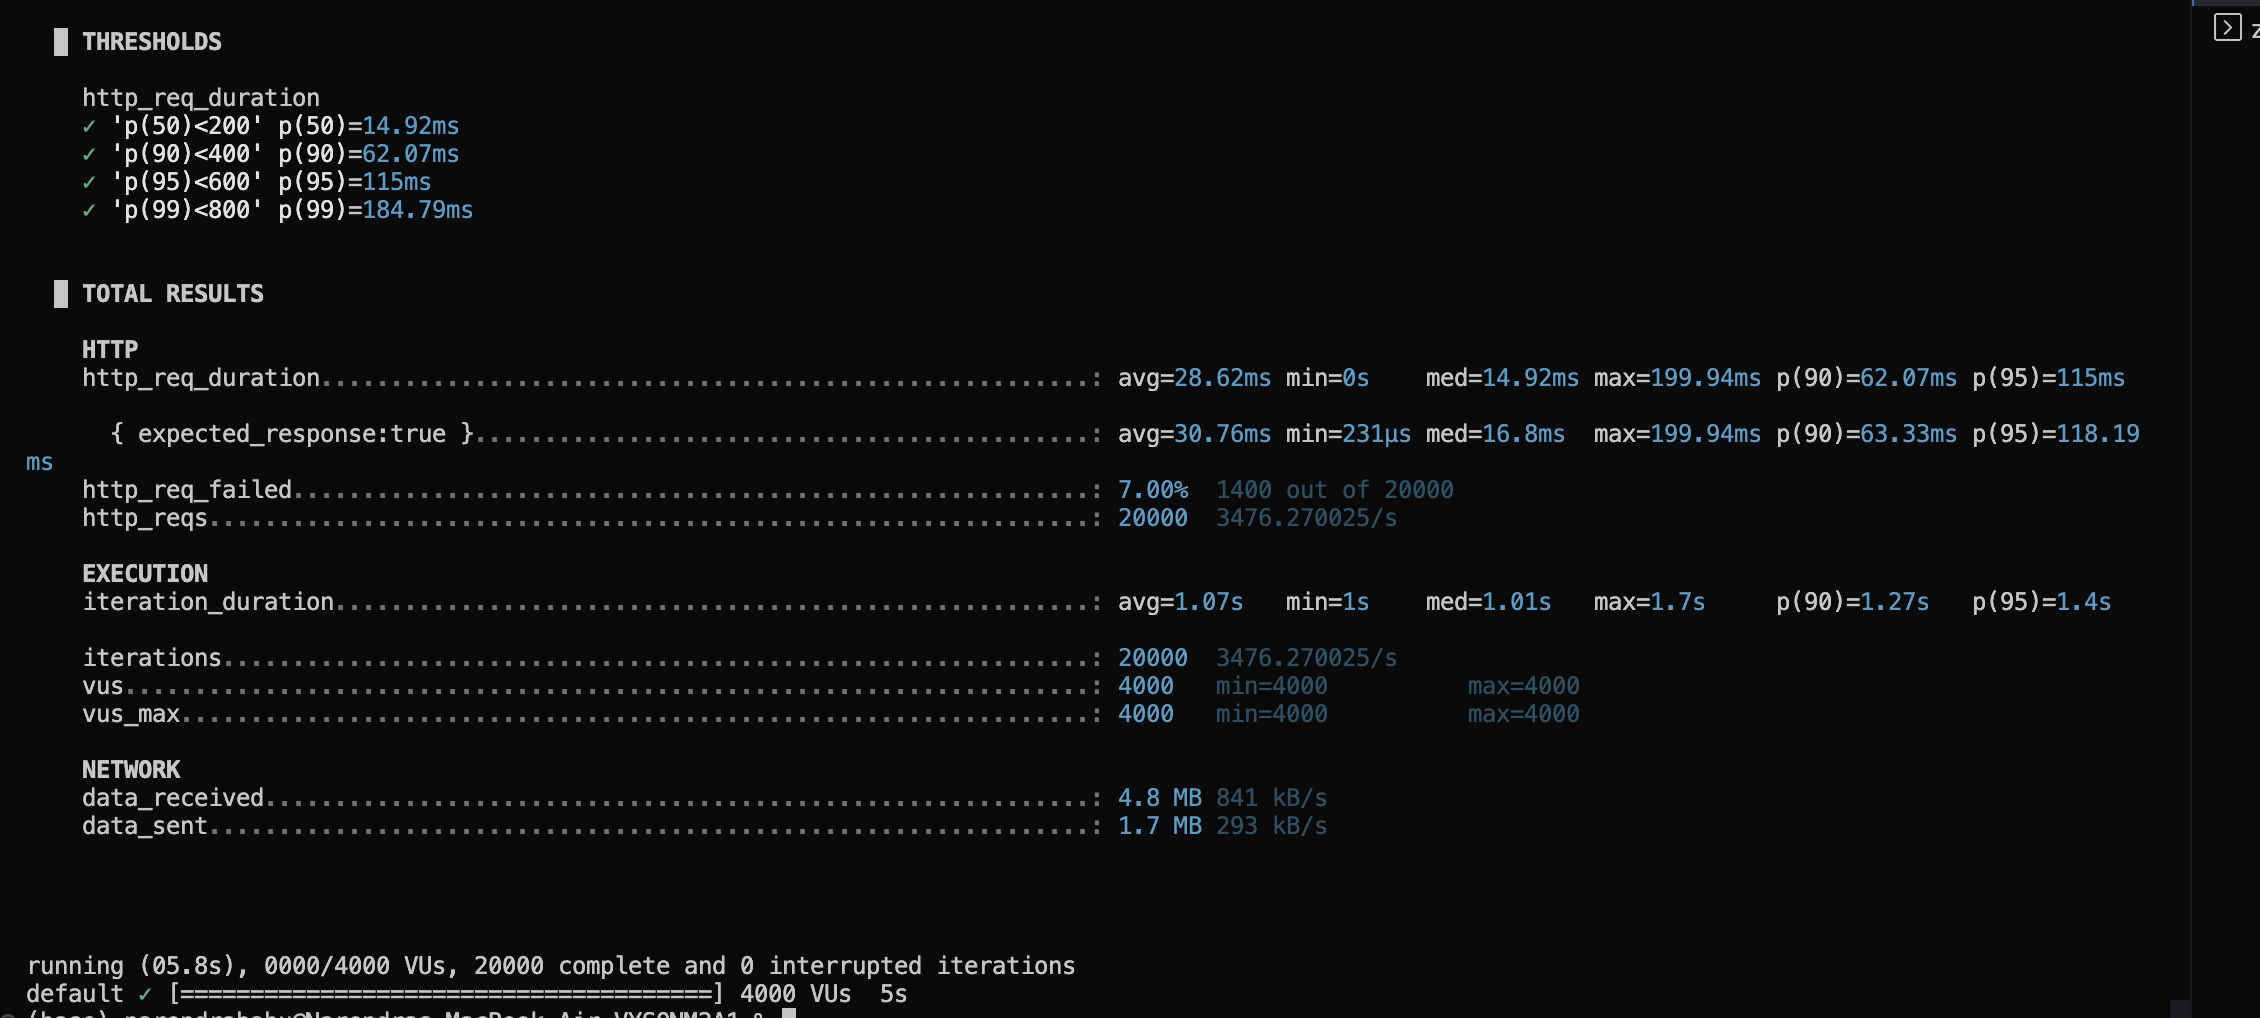 THRESHOLDS
http_req_duration
✓ 'p(50)<200' p(50)=14.92ms
✓ 'p(90)<400' p(90)=62.07ms
✓ 'p(95)<600' p(95)=115ms
✓ 'p(99)<800' p(99)=184.79ms
TOTAL RESULTS
HTTP
http_req_duration.......................................................: avg=28.62ms min=0s    med=14.92ms max=199.94ms p(90)=62.07ms p(95)=115ms
{ expected_response:true }............................................: avg=30.76ms min=231µs med=16.8ms  max=199.94ms p(90)=63.33ms p(95)=118.19
ms
http_req_failed.........................................................: 7.00%  1400 out of 20000
http_reqs...............................................................: 20000  3476.270025/s
EXECUTION
iteration_duration......................................................: avg=1.07s   min=1s    med=1.01s   max=1.7s     p(90)=1.27s   p(95)=1.4s
iterations..............................................................: 20000  3476.270025/s
vus.....................................................................: 4000   min=4000          max=4000
vus_max.................................................................: 4000   min=4000          max=4000
NETWORK
data_received...........................................................: 4.8 MB 841 kB/s
data_sent...............................................................: 1.7 MB 293 kB/s
running (05.8s), 0000/4000 VUs, 20000 complete and 0 interrupted iterations
default ✓ [======================================] 4000 VUs  5s